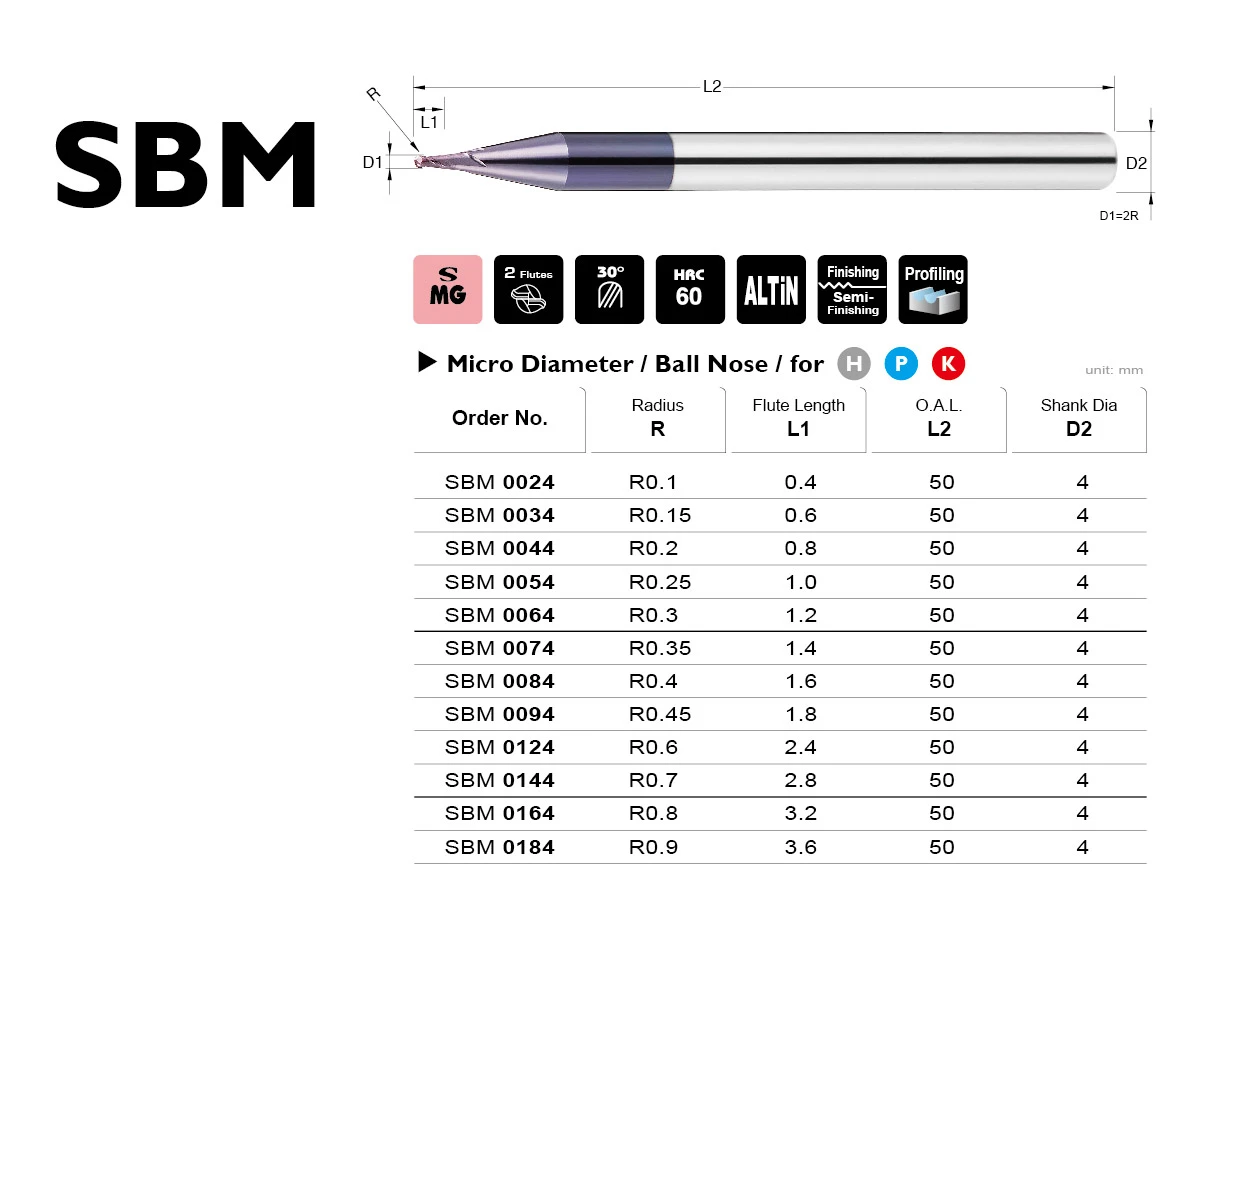 SBM
R
L2
L1
D1
D2
D1=2R
S MG
2 Flutes
30°
HRC 60
ALTiN
Finishing
Semi-Finishing
Profiling
Micro Diameter / Ball Nose / for H P K
unit: mm
Order No. Radius R Flute Length L1 O.A.L. L2 Shank Dia D2
SBM 0024 R0.1 0.4 50 4
SBM 0034 R0.15 0.6 50 4
SBM 0044 R0.2 0.8 50 4
SBM 0054 R0.25 1.0 50 4
SBM 0064 R0.3 1.2 50 4
SBM 0074 R0.35 1.4 50 4
SBM 0084 R0.4 1.6 50 4
SBM 0094 R0.45 1.8 50 4
SBM 0124 R0.6 2.4 50 4
SBM 0144 R0.7 2.8 50 4
SBM 0164 R0.8 3.2 50 4
SBM 0184 R0.9 3.6 50 4